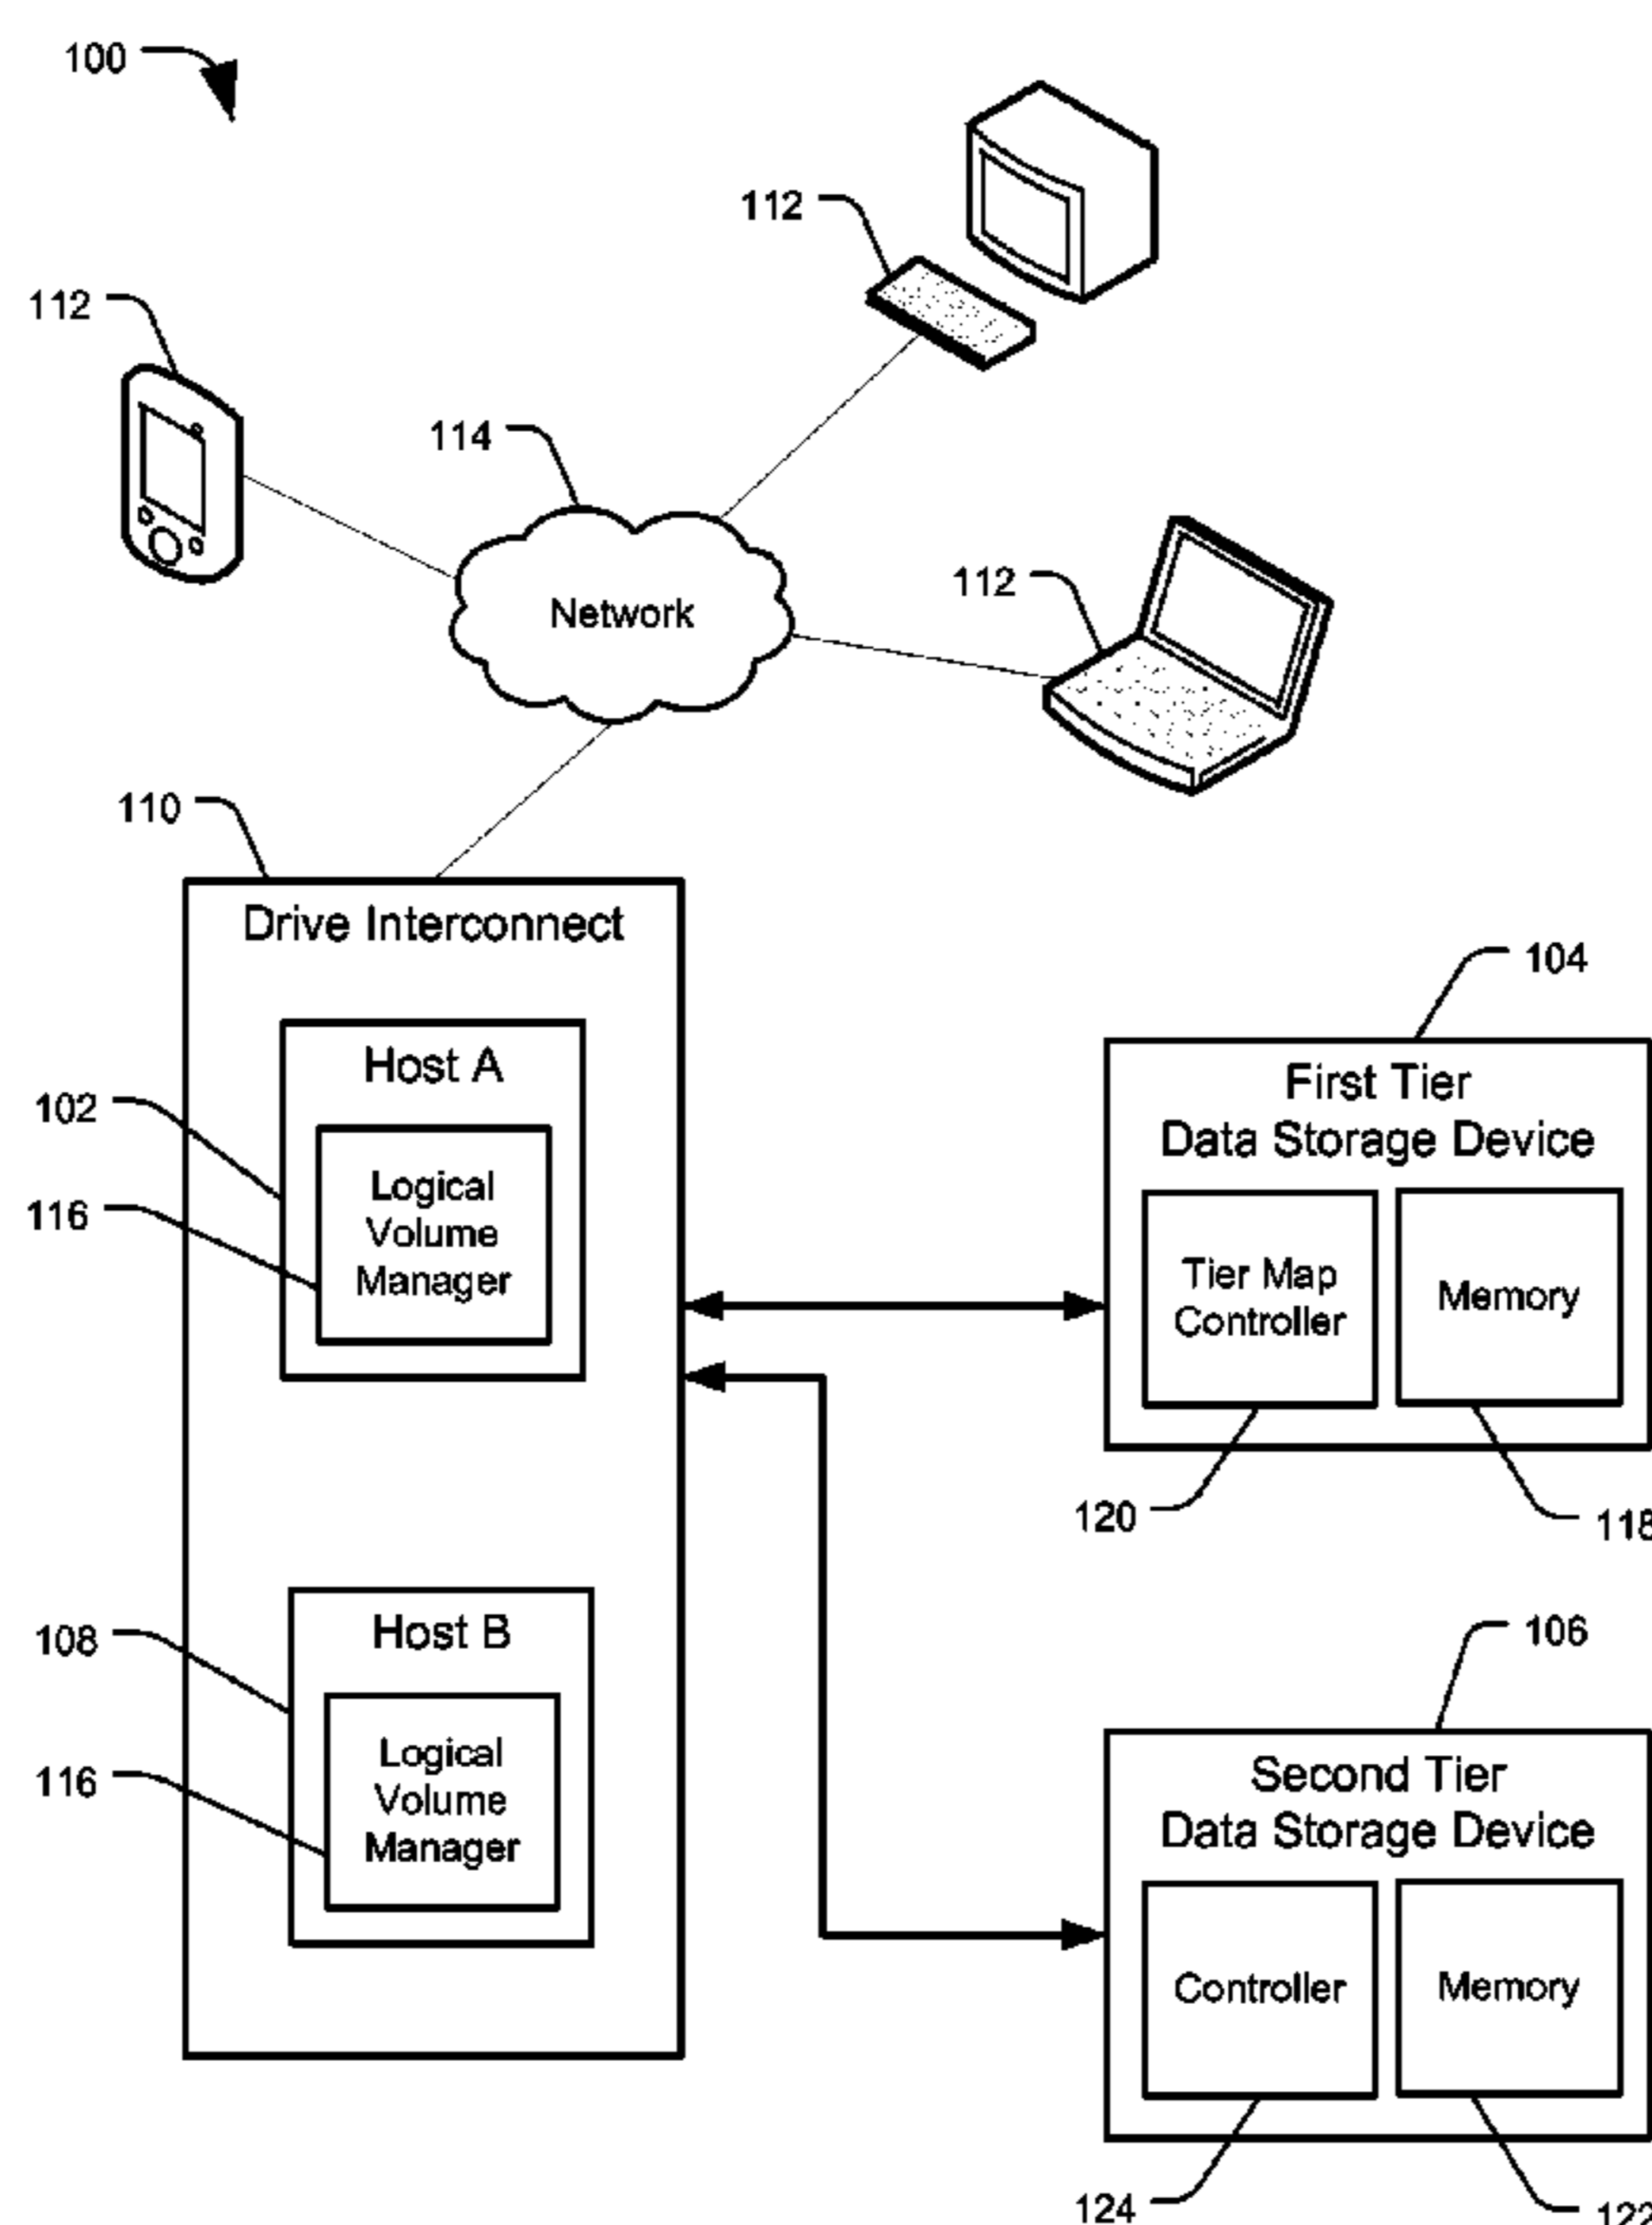 100
112
112
114
Network
112
110
Drive Interconnect
104
Host A
First Tier
Data Storage Device
102
Logical
Volume
Manager
116
Tier Map
Controller
Memory
120
118
Host B
108
106
Logical
Volume
Manager
116
Second Tier
Data Storage Device
Controller
Memory
124
122